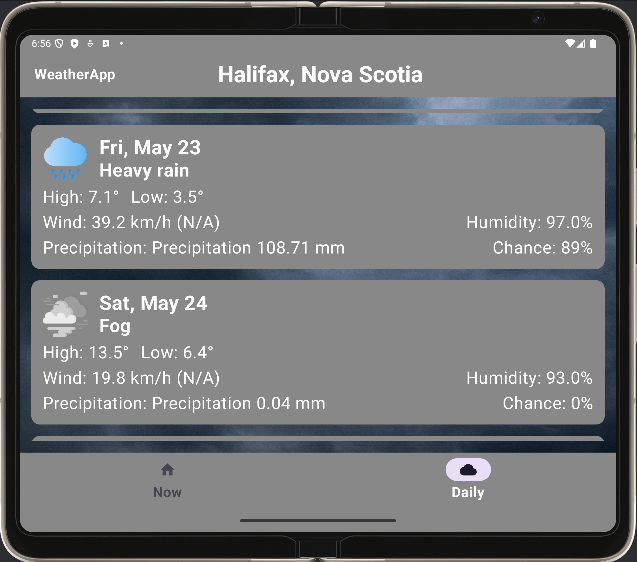 6:56
WeatherApp
Halifax, Nova Scotia
Fri, May 23
Heavy rain
High: 7.1° Low: 3.5°
Wind: 39.2 km/h (N/A)
Humidity: 97.0%
Precipitation: Precipitation 108.71 mm
Chance: 89%
Sat, May 24
Fog
High: 13.5° Low: 6.4°
Wind: 19.8 km/h (N/A)
Humidity: 93.0%
Precipitation: Precipitation 0.04 mm
Chance: 0%
Now
Daily